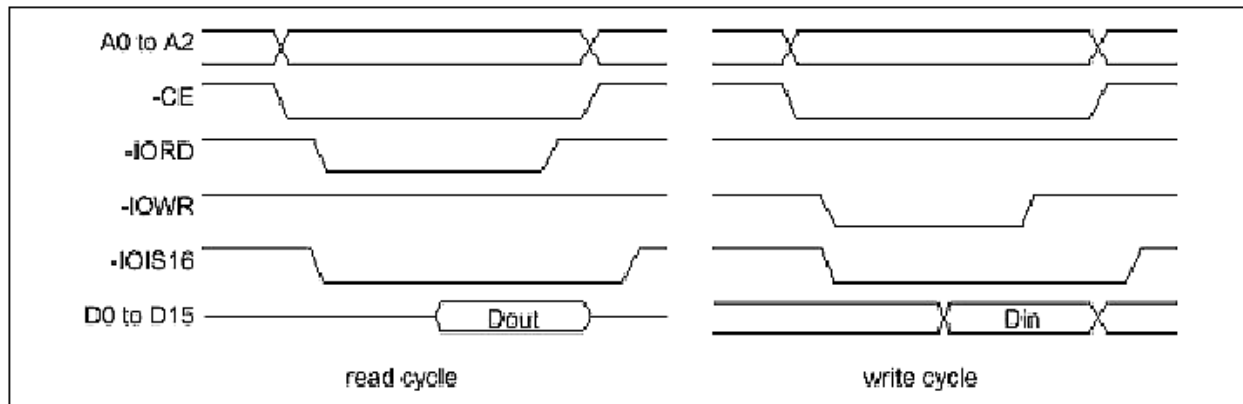 A0 to A2
-CE
-IORD
-IOWR
-IOIS16
D0 to D15 Dout Din
read cycle write cycle